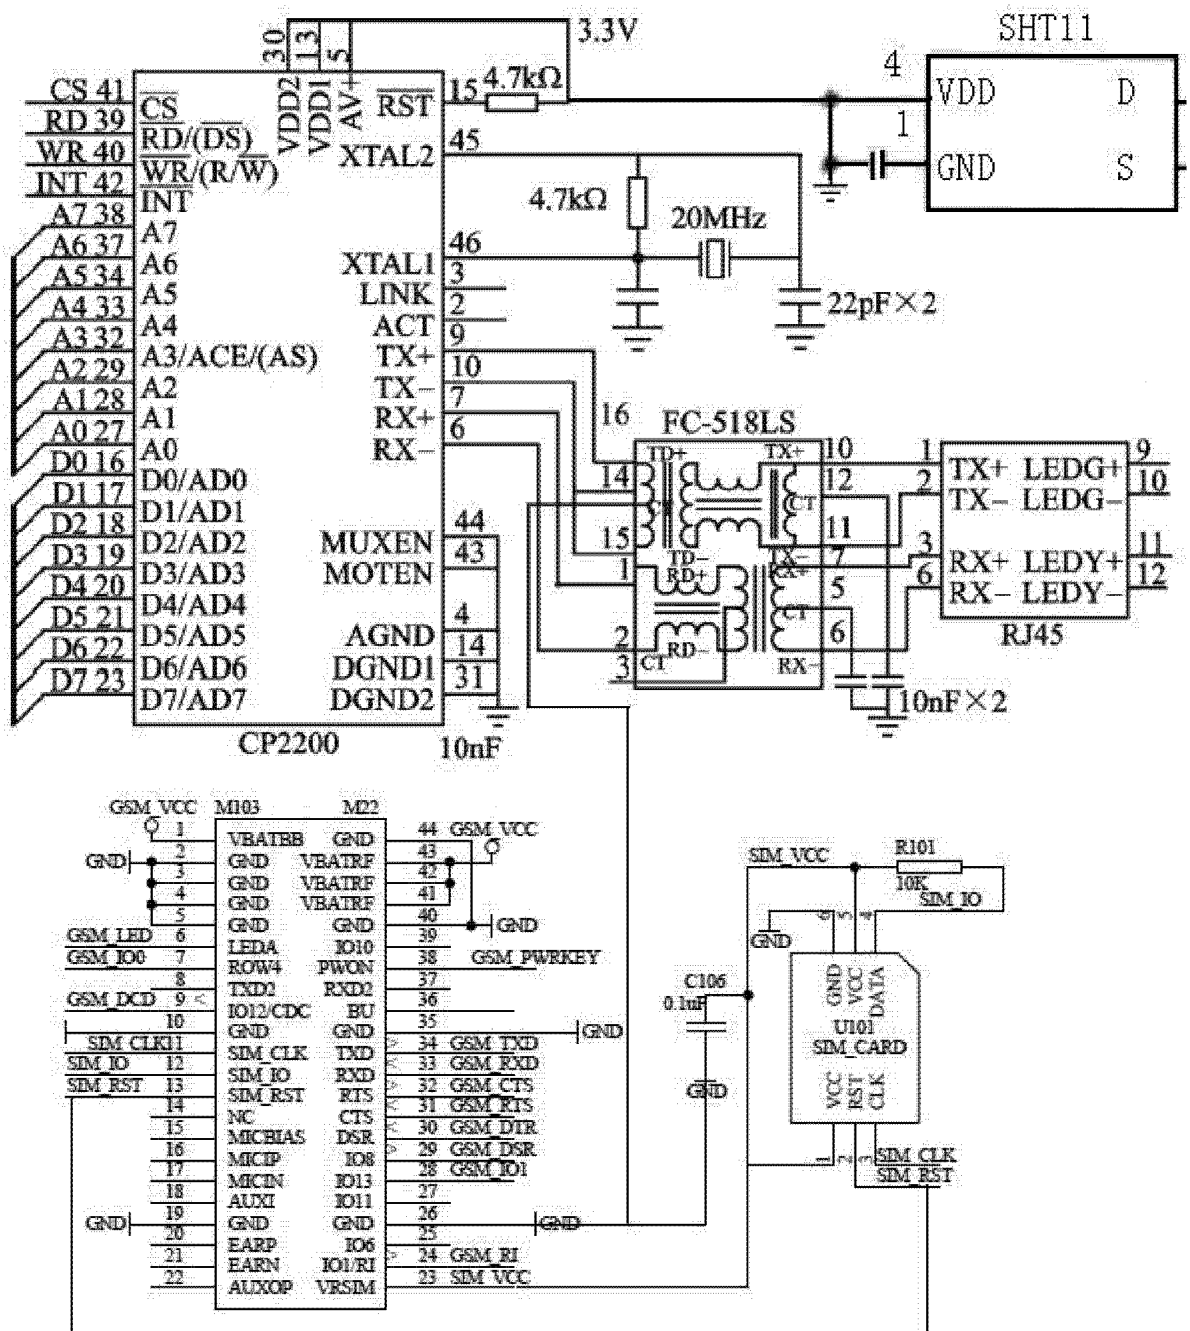 30 13 5 3.3V
SHT11
VDD2 VDD1 AV+
4 VDD D
1 GND S
CS 41 CS
RD 39 RD/(DS)
WR 40 WR/(R/W)
INT 42 INT
A7 38 A7
A6 37 A6
A5 34 A5
A4 33 A4
A3 32 A3/ACE/(AS)
A2 29 A2
A1 28 A1
A0 27 A0
D0 16 D0/AD0
D1 17 D1/AD1
D2 18 D2/AD2
D3 19 D3/AD3
D4 20 D4/AD4
D5 21 D5/AD5
D6 22 D6/AD6
D7 23 D7/AD7
RST 15 4.7kΩ
XTAL2 45
4.7kΩ 20MHz
XTAL1 46
LINK 3
ACT 2
22pF×2
TX+ 9
TX− 10
RX+ 7
RX− 6
MUXEN 44
MOTEN 43
AGND 4
DGND1 14
DGND2 31
CP2200
10nF
FC-518LS
16 14 15 1 2 3
TD+ TX+
CT CT
TD− TX−
RD+ RX+
CT
RD−
CT RX−
10 12 11 7 5 6
1 TX+ LEDG+ 9
2 TX− LEDG− 10
3 RX+ LEDY+ 11
6 RX− LEDY− 12
RJ45
10nF×2
GSM_VCC M103 M22
1 VBATBB GND 44 GSM_VCC
GND 2 GND VBATRF 43
3 GND VBATRF 42
4 GND VBATRF 41
5 GND GND 40 GND
GSM_LED 6 LEDA IO10 39
GSM_IO0 7 ROW4 PWON 38 GSM_PWRKEY
8 TXD2 RXD2 37
GSM_DCD 9 IO12/CDC BU 36
10 GND GND 35 GND
SIM_CLK 11 SIM_CLK TXD 34 GSM_TXD
SIM_IO 12 SIM_IO RXD 33 GSM_RXD
SIM_RST 13 SIM_RST RTS 32 GSM_CTS
14 NC CTS 31 GSM_RTS
15 MICBIAS DSR 30 GSM_DTR
16 MICIP IO8 29 GSM_DSR
17 MICIN IO13 28 GSM_IO1
18 AUXI IO11 27
GND 19 GND GND 26 GND
20 EARP IO6 25
21 EARN IO1/RI 24 GSM_RI
22 AUXOP VRSIM 23 SIM_VCC
SIM_VCC R101
10K
SIM_IO
GND 6 5 4
GND VCC DATA
C106
0.1uF
GND
U101
SIM_CARD
VCC RST CLK
1 2 3 SIM_CLK
SIM_RST